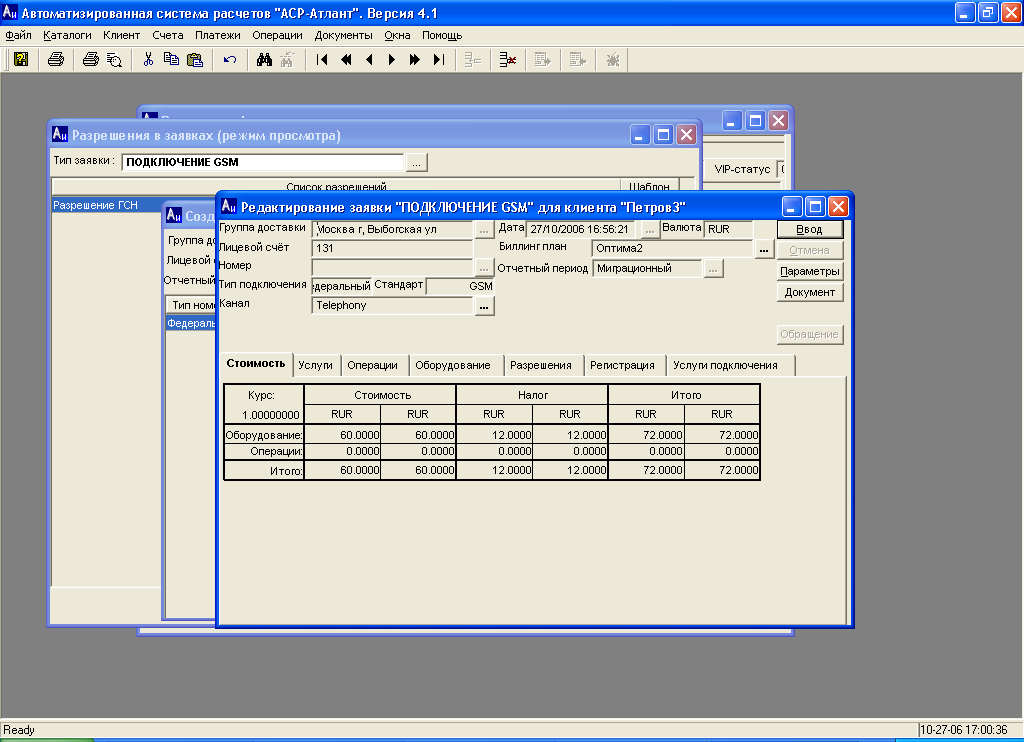 Автоматизированная система расчетов "АСР-Атлант". Версия 4.1
Файл Каталоги Клиент Счета Платежи Операции Документы Окна Помощь
Разрешения в заявках (режим просмотра)
Тип заявки : ПОДКЛЮЧЕНИЕ GSM ...
VIP-статус
Список разрешений Шаблон
Разрешение ГСН
Редактирование заявки "ПОДКЛЮЧЕНИЕ GSM" для клиента "Петров3"
Группа доставки Москва г, Выборгская ул ... Дата 27/10/2006 16:56:21 ... Валюта RUR Ввод
Лицевой счёт 131 Биллинг план Оптима2 ... Отмена
Номер ... Отчетный период Миграционный ... Параметры
Тип подключения едеральный Стандарт GSM Документ
Канал Telephony ...
Обращение
Стоимость Услуги Операции Оборудование Разрешения Регистрация Услуги подключения
Курс: Стоимость Налог Итого
1.00000000 RUR RUR RUR RUR RUR RUR
Оборудование: 60.0000 60.0000 12.0000 12.0000 72.0000 72.0000
Операции: 0.0000 0.0000 0.0000 0.0000 0.0000 0.0000
Итого: 60.0000 60.0000 12.0000 12.0000 72.0000 72.0000
Созд
Группа до
Лицевой
Отчетный
Тип номе
Федераль
Ready 10-27-06 17:00:36